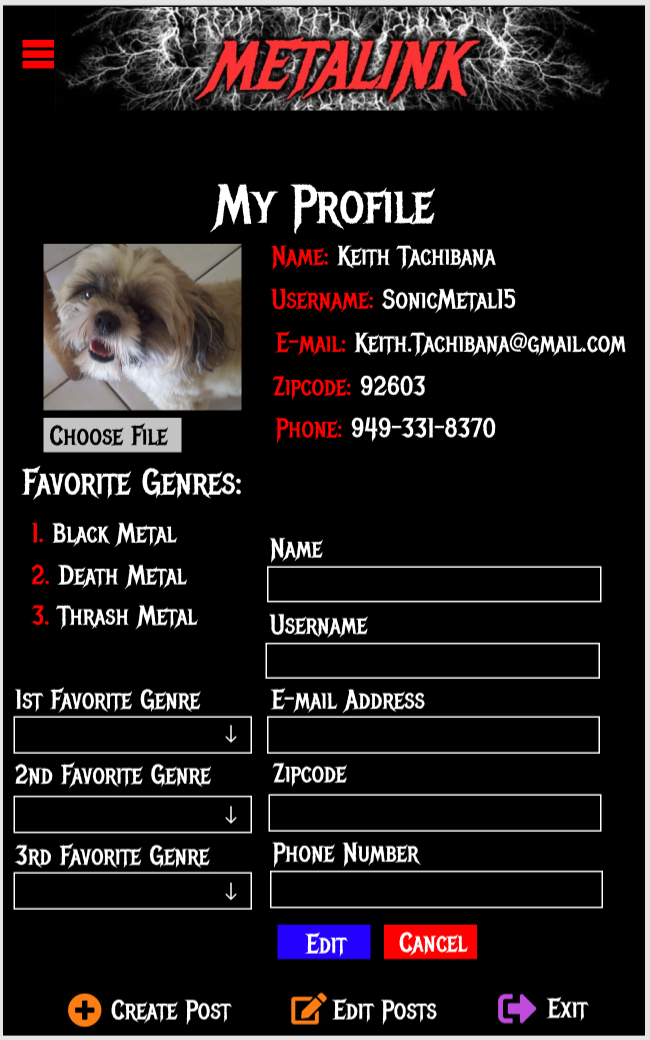 METALINK
My Profile
Name: Keith Tachibana
Username: SonicMetal15
E-mail: Keith.Tachibana@gmail.com
Zipcode: 92603
Phone: 949-331-8370
Choose File
Favorite Genres:
1. Black Metal
2. Death Metal
3. Thrash Metal
1st Favorite Genre
2nd Favorite Genre
3rd Favorite Genre
Name
Username
E-mail Address
Zipcode
Phone Number
Edit Cancel
Create Post Edit Posts Exit